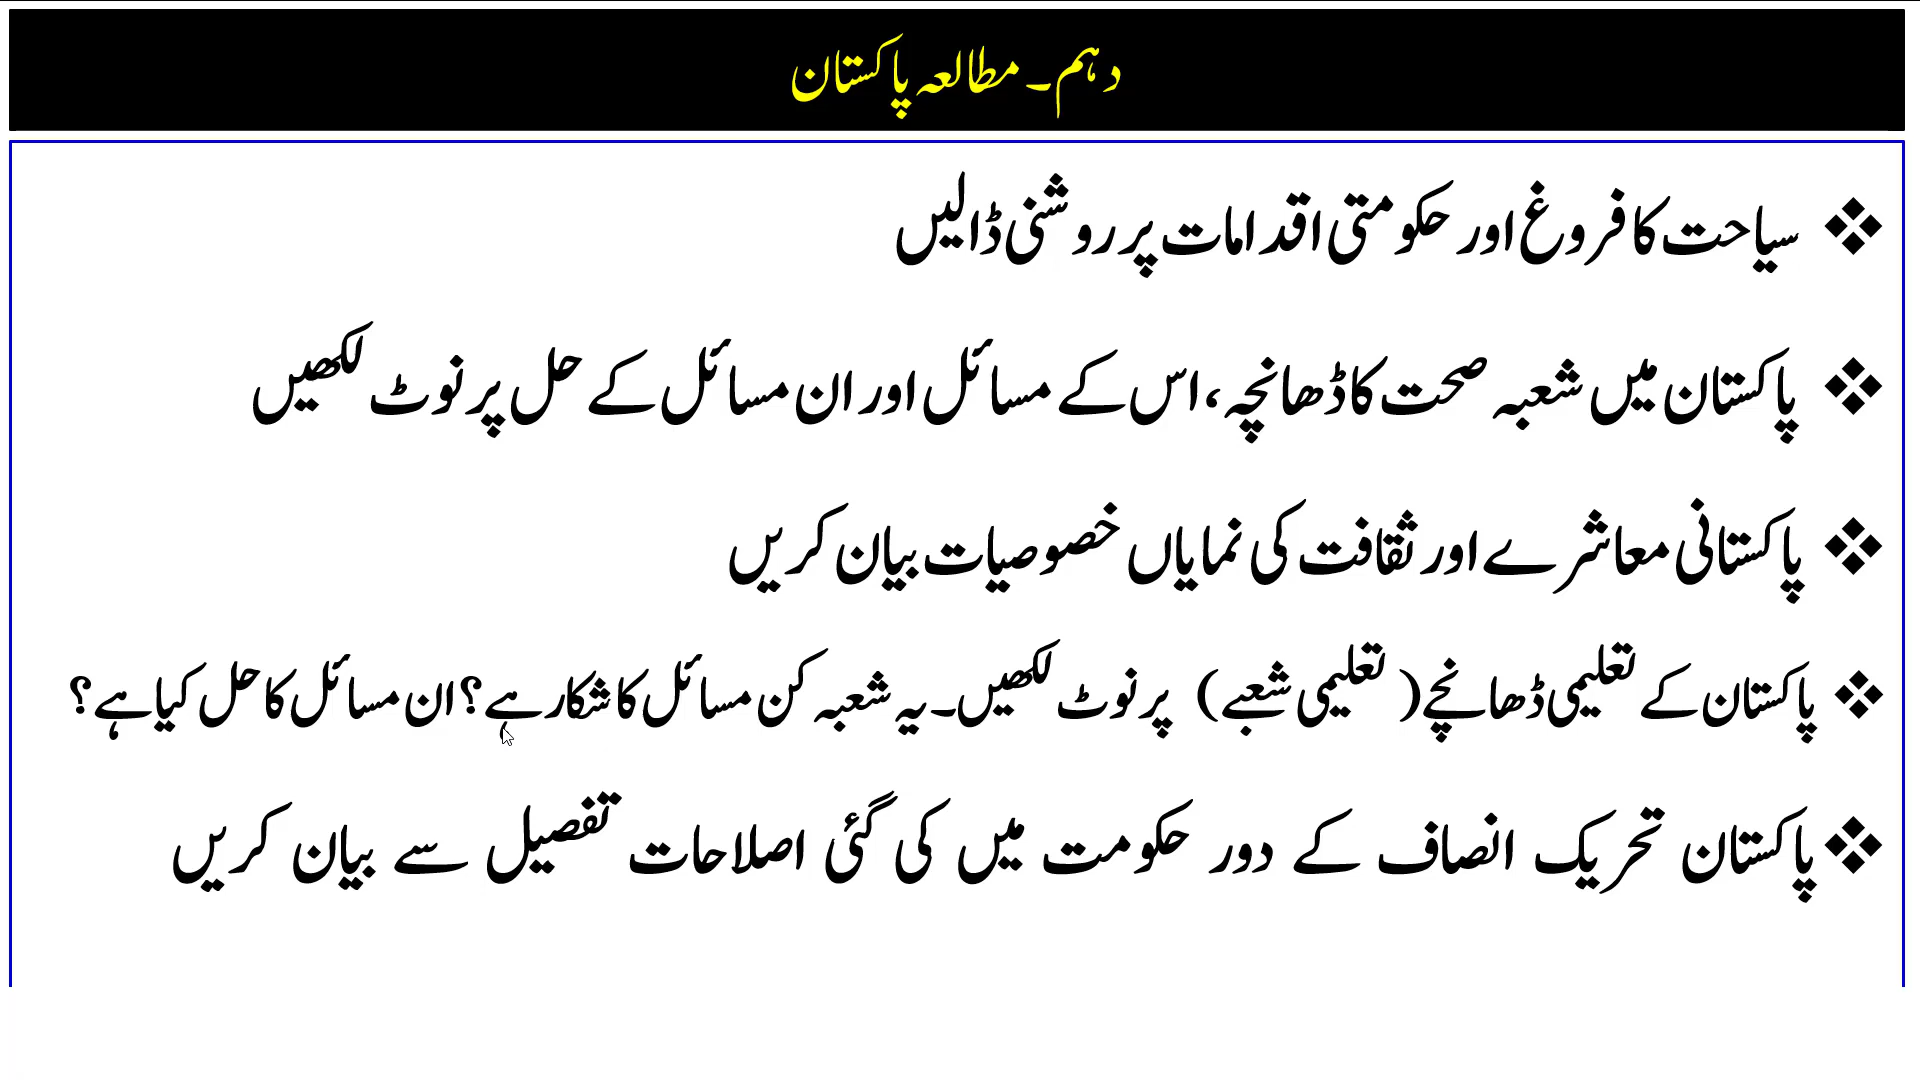 دہم۔ مطالعہ پاکستان
سیاحت کا فروغ اور حکومتی اقدامات پر روشنی ڈالیں
پاکستان میں شعبہ صحت کا ڈھانچہ، اس کے مسائل اور ان مسائل کے حل پر نوٹ لکھیں
پاکستانی معاشرے اور ثقافت کی نمایاں خصوصیات بیان کریں
پاکستان کے تعلیمی ڈھانچے( تعلیمی شعبے) پر نوٹ لکھیں۔یہ شعبہ کن مسائل کا شکار ہے؟ ان مسائل کا حل کیا ہے؟
پاکستان تحریک انصاف کے دور حکومت میں کی گئی اصلاحات تفصیل سے بیان کریں